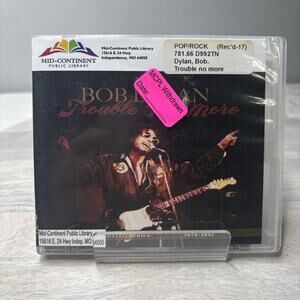 MID-CONTINENT
PUBLIC LIBRARY
Mid-Continent Public Library
15616 E. 24 Hwy.
Independence, MO 64050
POP/ROCK (Rec'd-17)
781.66 D992TN
Dylan, Bob.
Trouble no more
MCPL Withdrawn
Date:
BOB DYLAN
Trouble No More
1979-1981
Mid-Continent Public Library
15616 E. 24 Hwy Indep. MO 64050